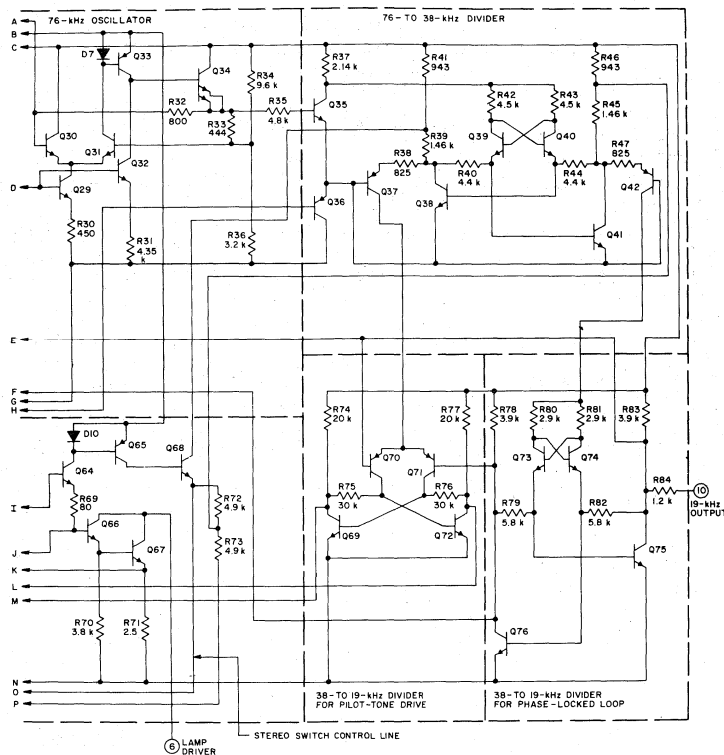 A
B
C
D
E
F
G
H
I
J
K
L
M
N
O
P
76-kHz OSCILLATOR
D7
Q33
Q34
R34
9.6 k
R32
800
R33
444
R35
4.8 k
Q30
Q31
Q32
Q29
R30
450
R31
4.35
k
R36
3.2 k
76- TO 38-kHz DIVIDER
R37
2.14 k
R41
943
R46
943
R42
4.5 k
R43
4.5 k
R45
1.46 k
Q35
Q39
Q40
R39
1.46 k
R47
825
R38
825
R40
4.4 k
R44
4.4 k
Q37
Q38
Q42
Q36
Q41
D10
Q65
Q68
Q64
R69
80
R72
4.9 k
Q66
Q67
R73
4.9 k
R70
3.8 k
R71
2.5
R74
20 k
R77
20 k
Q70
Q71
R75
30 k
R76
30 k
Q69
Q72
38-TO 19-kHz DIVIDER
FOR PILOT-TONE DRIVE
R78
3.9 k
R80
2.9 k
R81
2.9 k
R83
3.9 k
Q73
Q74
R79
5.8 k
R82
5.8 k
R84
1.2 k
10
19-kHz
OUTPUT
Q75
Q76
38-TO 19-kHz DIVIDER
FOR PHASE-LOCKED LOOP
STEREO SWITCH CONTROL LINE
6
LAMP
DRIVER